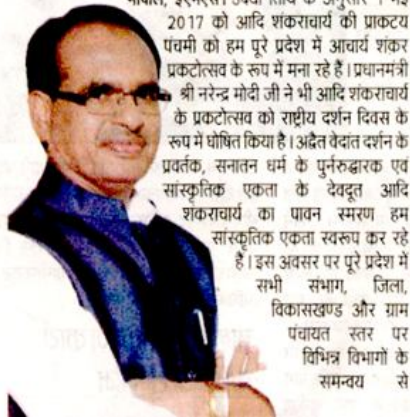 2017 को आदि शंकराचार्य की प्राकटय
पंचमी को हम पूरे प्रदेश में आचार्य शंकर
प्रकटोत्सव के रूप में मना रहे हैं। प्रधानमंत्री
श्री नरेन्द्र मोदी जी ने भी आदि शंकराचार्य
के प्रकटोत्सव को राष्ट्रीय दर्शन दिवस के
रूप में घोषित किया है। अद्वैत वेदांत दर्शन के
प्रवर्तक, सनातन धर्म के पुर्नरुद्धारक एवं
सांस्कृतिक एकता के देवदूत आदि
शंकराचार्य का पावन स्मरण हम
सांस्कृतिक एकता स्वरूप कर रहे
हैं। इस अवसर पर पूरे प्रदेश में
सभी संभाग, जिला,
विकासखण्ड और ग्राम
पंचायत स्तर पर
विभिन्न विभागों के
समन्वय से